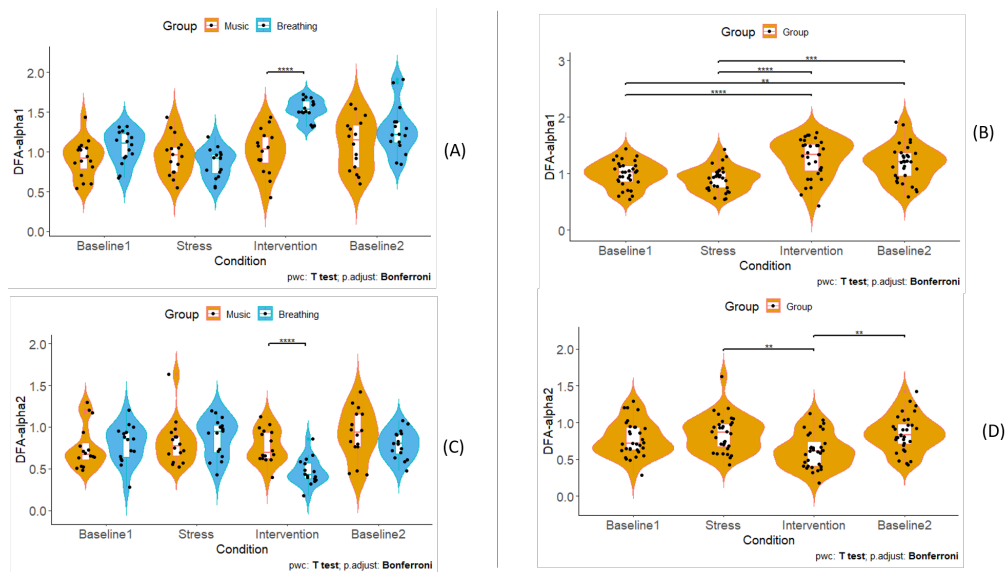 Group Music Breathing
DFA-alpha1
2.0
1.5
1.0
0.5
0.0
****
Baseline1 Stress Intervention Baseline2
Condition
pwc: T test; p.adjust: Bonferroni
(A)
Group Group
DFA-alpha1
3
2
1
0
***
****
**
****
Baseline1 Stress Intervention Baseline2
Condition
pwc: T test; p.adjust: Bonferroni
(B)
Group Music Breathing
DFA-alpha2
2.0
1.5
1.0
0.5
0.0
****
Baseline1 Stress Intervention Baseline2
Condition
pwc: T test; p.adjust: Bonferroni
(C)
Group Group
DFA-alpha2
2.0
1.5
1.0
0.5
0.0
** **
Baseline1 Stress Intervention Baseline2
Condition
pwc: T test; p.adjust: Bonferroni
(D)